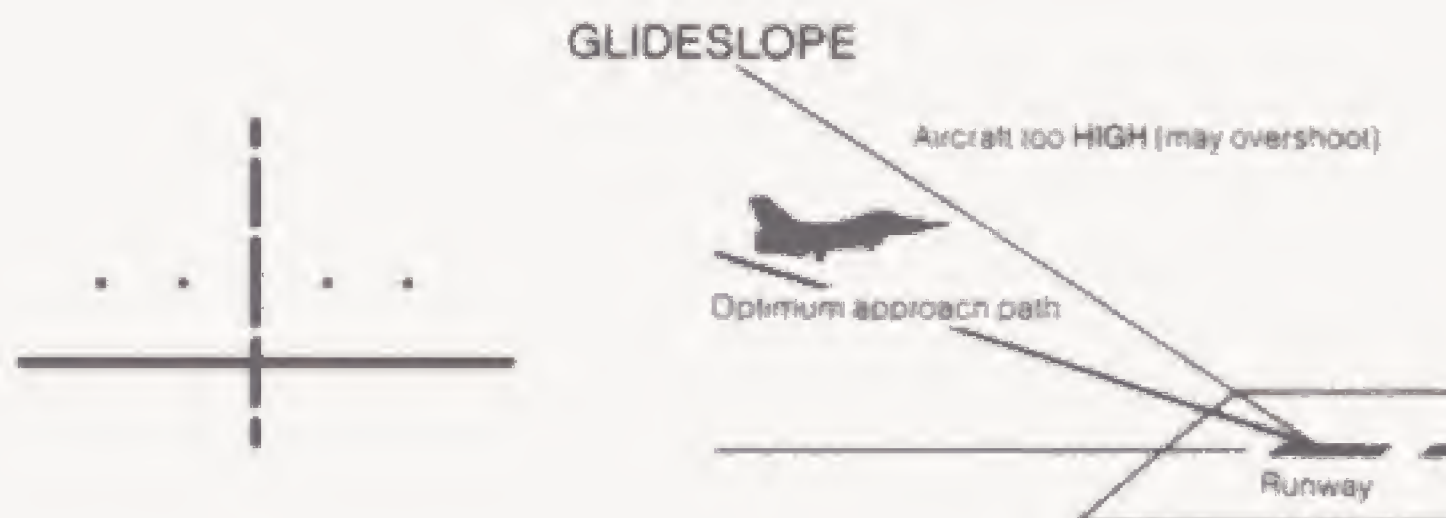 GLIDESLOPE
Aircraft too HIGH (may overshoot)
Optimum approach path
Runway